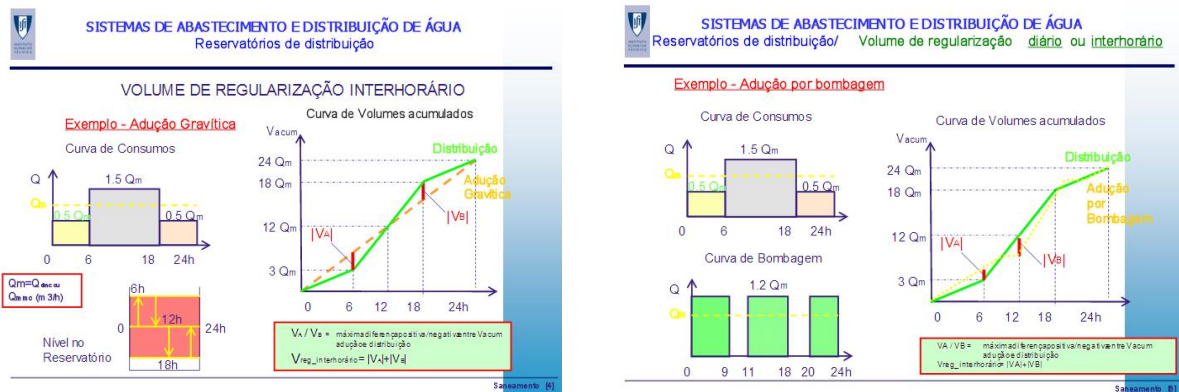 SISTEMAS DE ABASTECIMENTO E DISTRIBUIÇÃO DE ÁGUA
Reservatórios de distribuição
VOLUME DE REGULARIZAÇÃO INTERHORÁRIO
Exemplo - Adução Gravítica
Curva de Consumos
Q
1.5 Qm
Qm
0.5 Qm
0.5 Qm
0 6 18 24h
Curva de Volumes acumulados
Vacum
Distribuição
24 Qm
Adução
Gravítica
18 Qm
12 Qm
3 Qm
|VA|
|VB|
0 6 12 18 24h
6h
12h
0
24h
18h
Nível no
Reservatório
VA / VB = máxima diferença positiva/negativa entre Vacum
adução e distribuição
Vreg_interhorário = |VA|+|VB|
Saneamento [4]
SISTEMAS DE ABASTECIMENTO E DISTRIBUIÇÃO DE ÁGUA
Reservatórios de distribuição/ Volume de regularização diário ou interhorário
Exemplo - Adução por bombagem
Curva de Consumos
Q
1.5 Qm
Qm
0.5 Qm
0.5 Qm
0 6 18 24h
Curva de Bombagem
Q
1.2 Qm
Qm
0 9 11 18 20 24h
Curva de Volumes acumulados
Vacum
Distribuição
24 Qm
18 Qm
Adução
por
Bombagem
12 Qm
3 Qm
|VA|
|VB|
0 6 12 18 24h
VA / VB = máxima diferença positiva/negativa entre Vacum
adução e distribuição
Vreg_interhorário= |VA|+|VB|
Saneamento